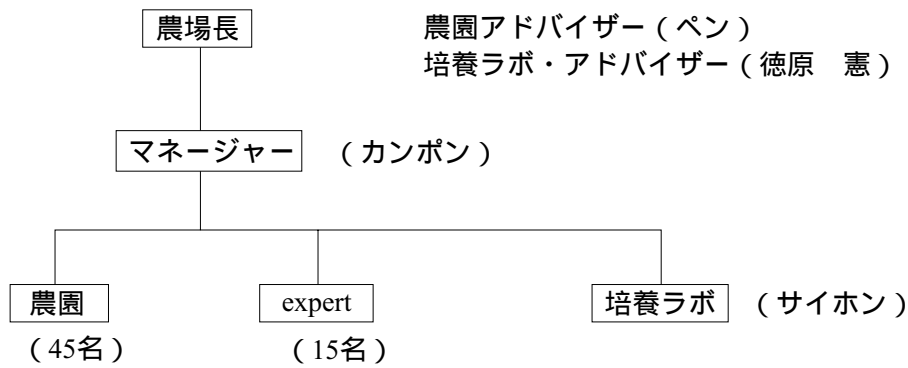 農場長
農園アドバイザー（ペン）
培養ラボ・アドバイザー（徳原　憲）
マネージャー （カンポン）
農園 expert 培養ラボ （サイホン）
（45名） （15名）